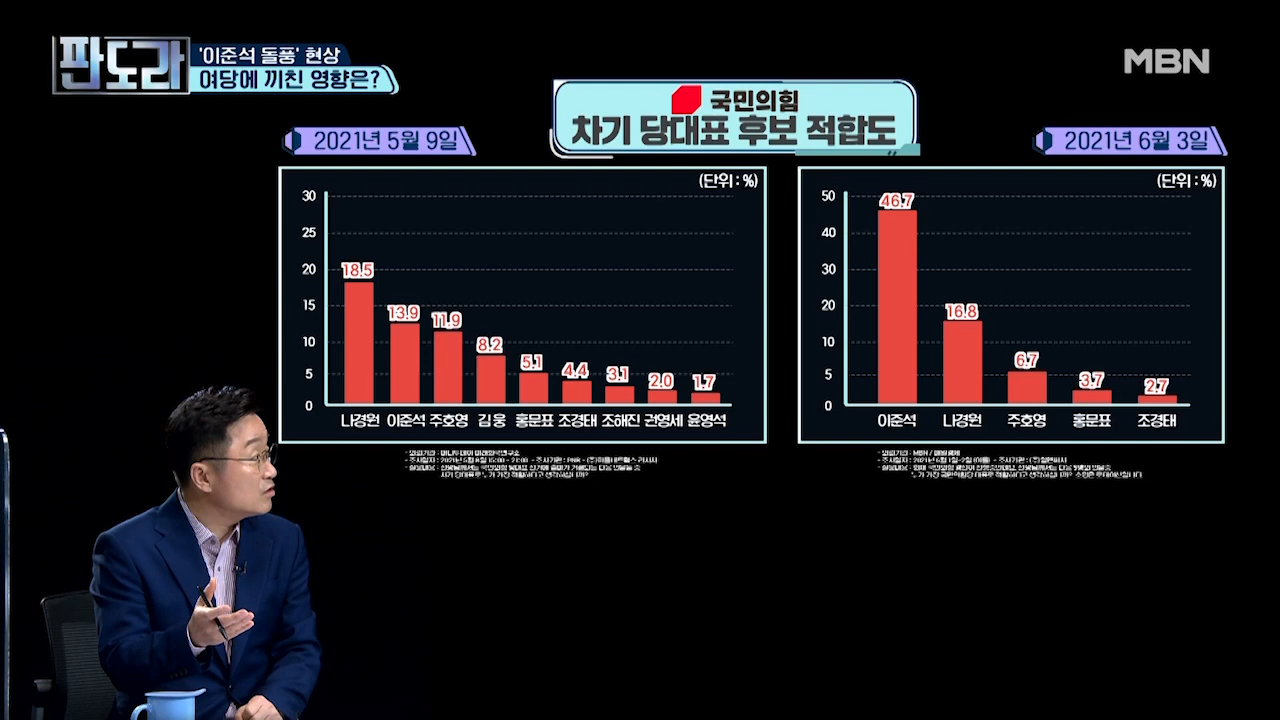 판도라
'이준석 돌풍' 현상
여당에 끼친 영향은?
MBN
국민의힘
차기 당대표 후보 적합도
2021년 5월 9일
(단위 : %)
30
25
20
15
10
5
0
18.5
13.9
11.9
8.2
5.1
4.4
3.1
2.0
1.7
나경원 이준석 주호영 김웅 홍문표 조경태 조해진 권영세 윤영석
2021년 6월 3일
(단위 : %)
50
40
30
20
10
5
0
46.7
16.8
6.7
3.7
2.7
이준석 나경원 주호영 홍문표 조경태